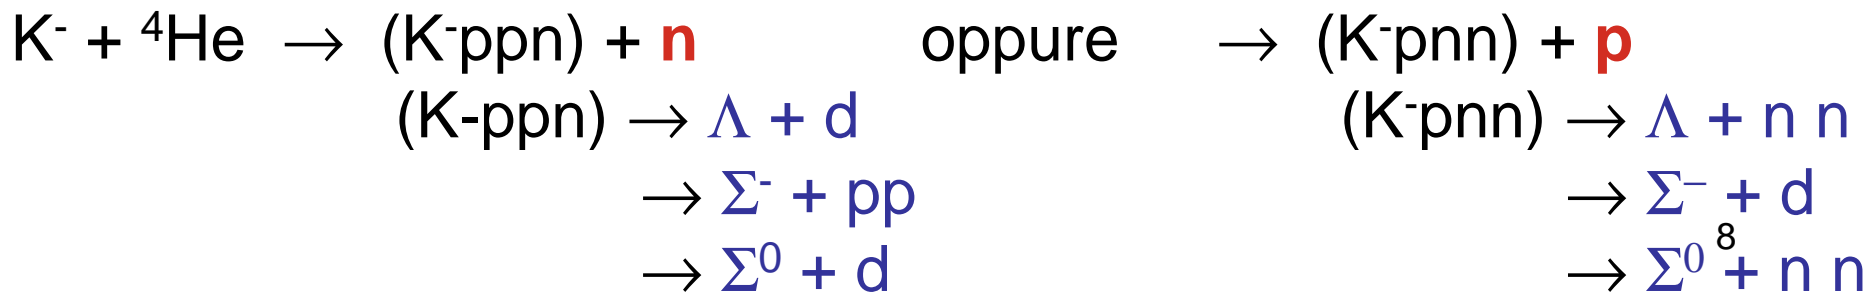 K⁻ + ⁴He → (K⁻ppn) + n oppure → (K⁻pnn) + p
(K-ppn) → Λ + d (K⁻pnn) → Λ + n n
→ Σ⁻ + pp → Σ⁻ + d
8
→ Σ⁰ + d → Σ⁰ + n n